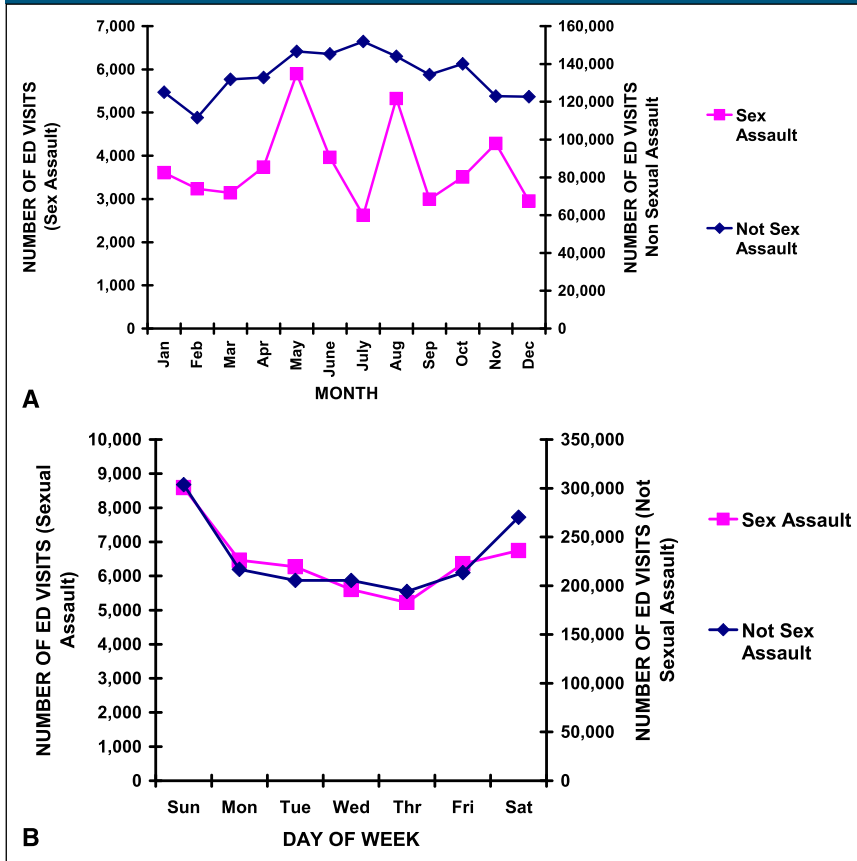 7,000
6,000
5,000
4,000
3,000
2,000
1,000
0
NUMBER OF ED VISITS
(Sex Assault)
160,000
140,000
120,000
100,000
80,000
60,000
40,000
20,000
0
NUMBER OF ED VISITS
Non Sexual Assault
Jan
Feb
Mar
Apr
May
June
July
Aug
Sep
Oct
Nov
Dec
MONTH
Sex
Assault
Not Sex
Assault
A
10,000
9,000
8,000
7,000
6,000
5,000
4,000
3,000
2,000
1,000
0
NUMBER OF ED VISITS (Sexual
Assault)
350,000
300,000
250,000
200,000
150,000
100,000
50,000
0
NUMBER OF ED VISITS (Not
Sexual Assault)
Sun Mon Tue Wed Thr Fri Sat
DAY OF WEEK
Sex Assault
Not Sex
Assault
B